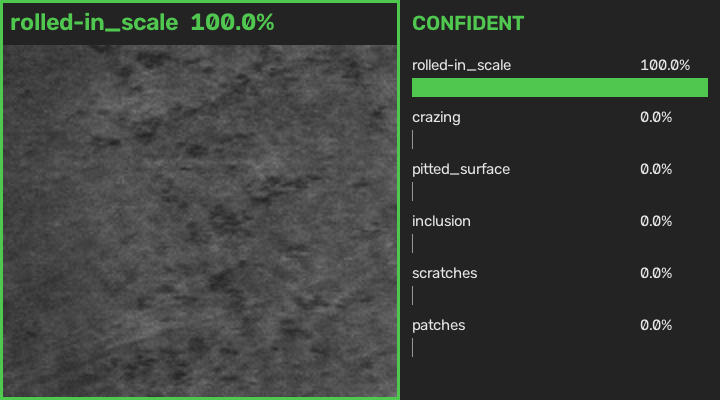 rolled-in_scale 100.0%
CONFIDENT
rolled-in_scale 100.0%
crazing 0.0%
pitted_surface 0.0%
inclusion 0.0%
scratches 0.0%
patches 0.0%